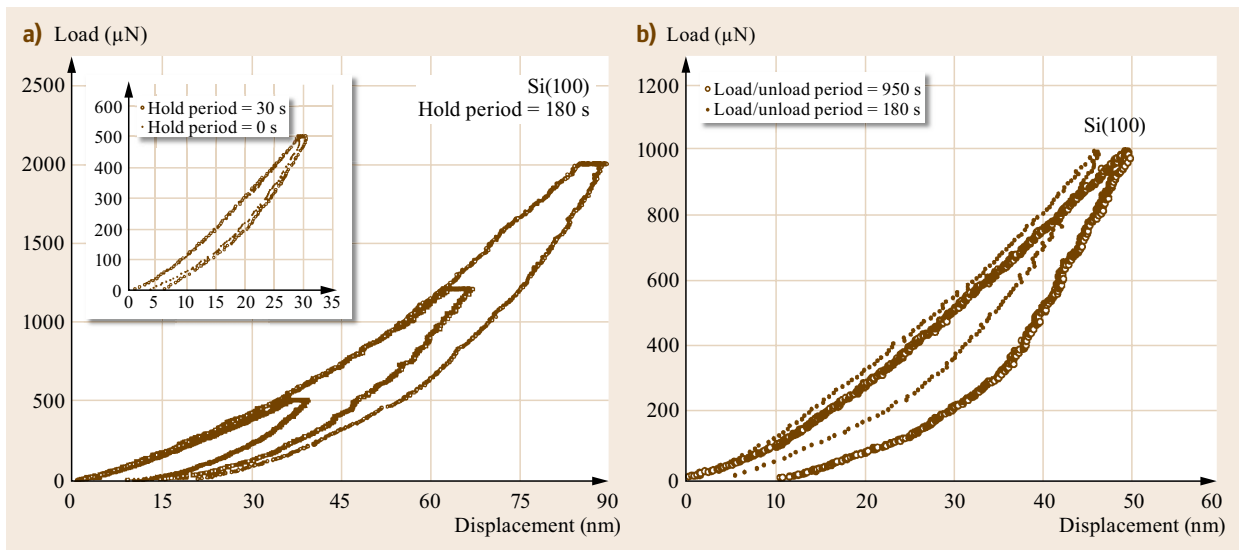 a) Load (μN)
2500
2000
1500
1000
500
0
0 15 30 45 60 75 90
Displacement (nm)
Si(100)
Hold period = 180 s
600
500
400
300
200
100
0
0 5 10 15 20 25 30 35
Hold period = 30 s
Hold period = 0 s
b) Load (μN)
1200
1000
800
600
400
200
0
0 10 20 30 40 50 60
Displacement (nm)
Load/unload period = 950 s
Load/unload period = 180 s
Si(100)